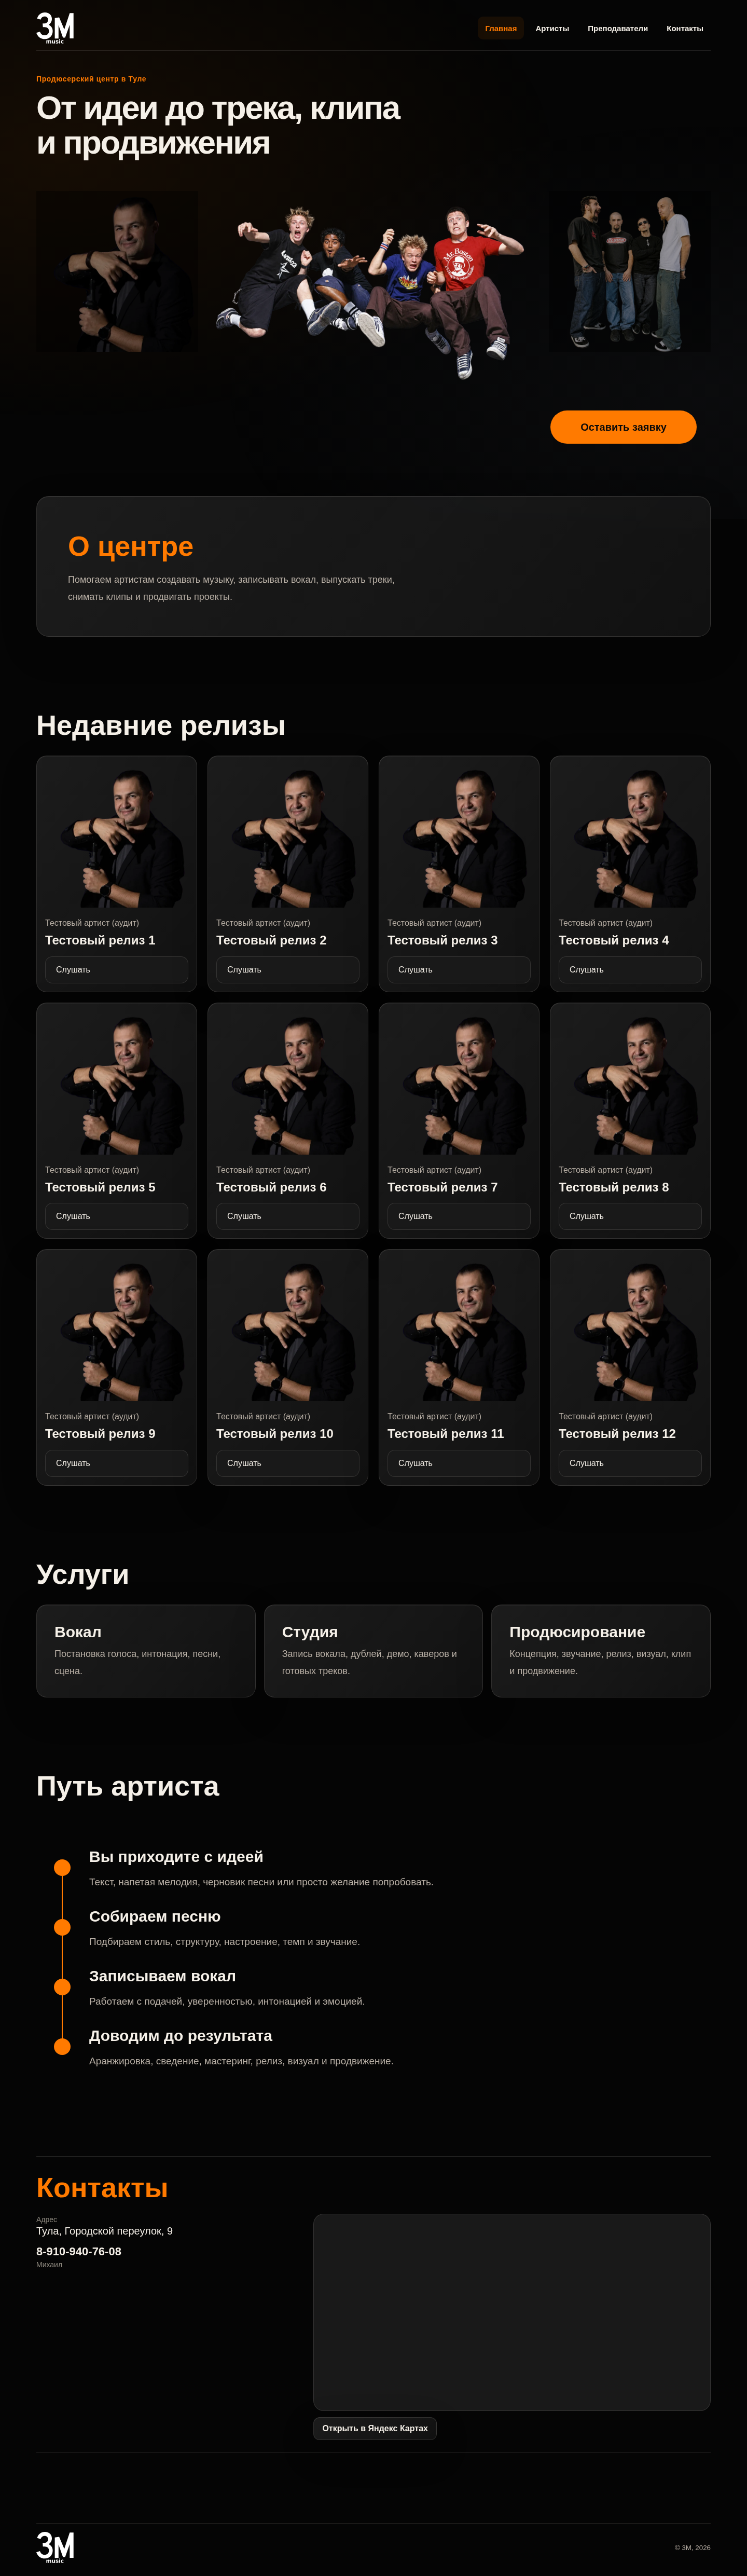 3М
music
Главная
Артисты
Преподаватели
Контакты
Продюсерский центр в Туле
От идеи до трека, клипа
и продвижения
Оставить заявку
О центре
Помогаем артистам создавать музыку, записывать вокал, выпускать треки,
снимать клипы и продвигать проекты.
Недавние релизы
Тестовый артист (аудит)
Тестовый релиз 1
Слушать
Тестовый артист (аудит)
Тестовый релиз 2
Слушать
Тестовый артист (аудит)
Тестовый релиз 3
Слушать
Тестовый артист (аудит)
Тестовый релиз 4
Слушать
Тестовый артист (аудит)
Тестовый релиз 5
Слушать
Тестовый артист (аудит)
Тестовый релиз 6
Слушать
Тестовый артист (аудит)
Тестовый релиз 7
Слушать
Тестовый артист (аудит)
Тестовый релиз 8
Слушать
Тестовый артист (аудит)
Тестовый релиз 9
Слушать
Тестовый артист (аудит)
Тестовый релиз 10
Слушать
Тестовый артист (аудит)
Тестовый релиз 11
Слушать
Тестовый артист (аудит)
Тестовый релиз 12
Слушать
Услуги
Вокал
Постановка голоса, интонация, песни,
сцена.
Студия
Запись вокала, дублей, демо, каверов и
готовых треков.
Продюсирование
Концепция, звучание, релиз, визуал, клип
и продвижение.
Путь артиста
Вы приходите с идеей
Текст, напетая мелодия, черновик песни или просто желание попробовать.
Собираем песню
Подбираем стиль, структуру, настроение, темп и звучание.
Записываем вокал
Работаем с подачей, уверенностью, интонацией и эмоцией.
Доводим до результата
Аранжировка, сведение, мастеринг, релиз, визуал и продвижение.
Контакты
Адрес
Тула, Городской переулок, 9
8-910-940-76-08
Михаил
Открыть в Яндекс Картах
3М
music
© 3М, 2026